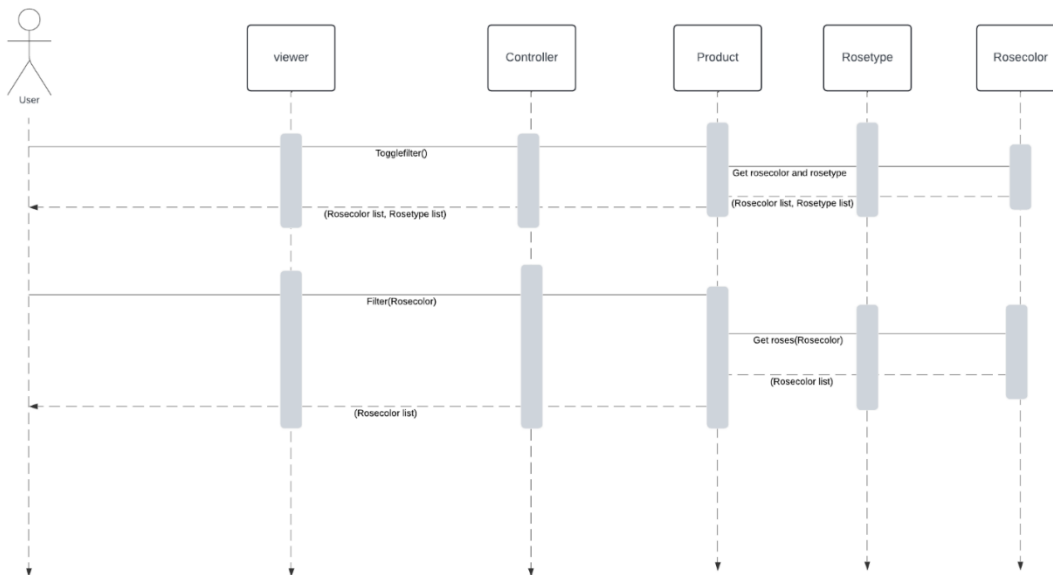 viewer
Controller
Product
Rosetype
Rosecolor
User
Togglefilter()
Get rosecolor and rosetype
(Rosecolor list, Rosetype list)
(Rosecolor list, Rosetype list)
Filter(Rosecolor)
Get roses(Rosecolor)
(Rosecolor list)
(Rosecolor list)